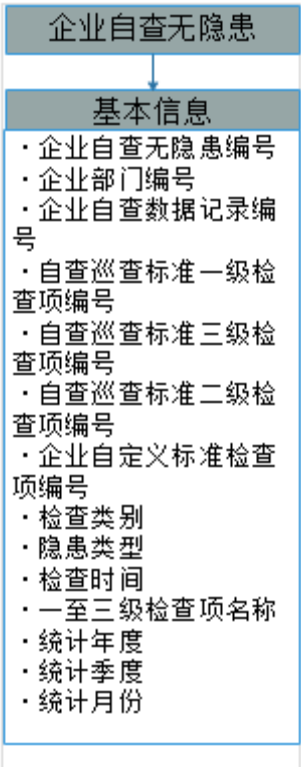 企业自查无隐患
基本信息
·企业自查无隐患编号
·企业部门编号
·企业自查数据记录编
号
·自查巡查标准一级检
查项编号
·自查巡查标准三级检
查项编号
·自查巡查标准二级检
查项编号
·企业自定义标准检查
项编号
·检查类别
·隐患类型
·检查时间
·一至三级检查项名称
·统计年度
·统计季度
·统计月份